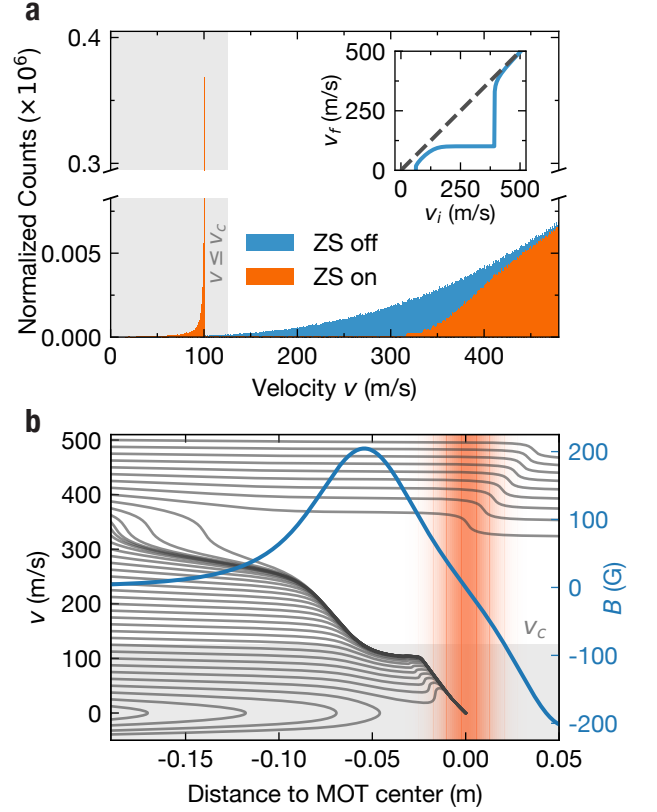 a
0.4
0.3
0.005
0.000
Normalized Counts (×10⁶)
0
100
200
300
400
Velocity v (m/s)
v ≤ v_c
ZS off
ZS on
500
250
0
v_f (m/s)
0
250
500
v_i (m/s)
b
500
400
300
200
100
0
v (m/s)
200
100
0
-100
-200
B (G)
v_c
-0.15
-0.10
-0.05
0.00
0.05
Distance to MOT center (m)